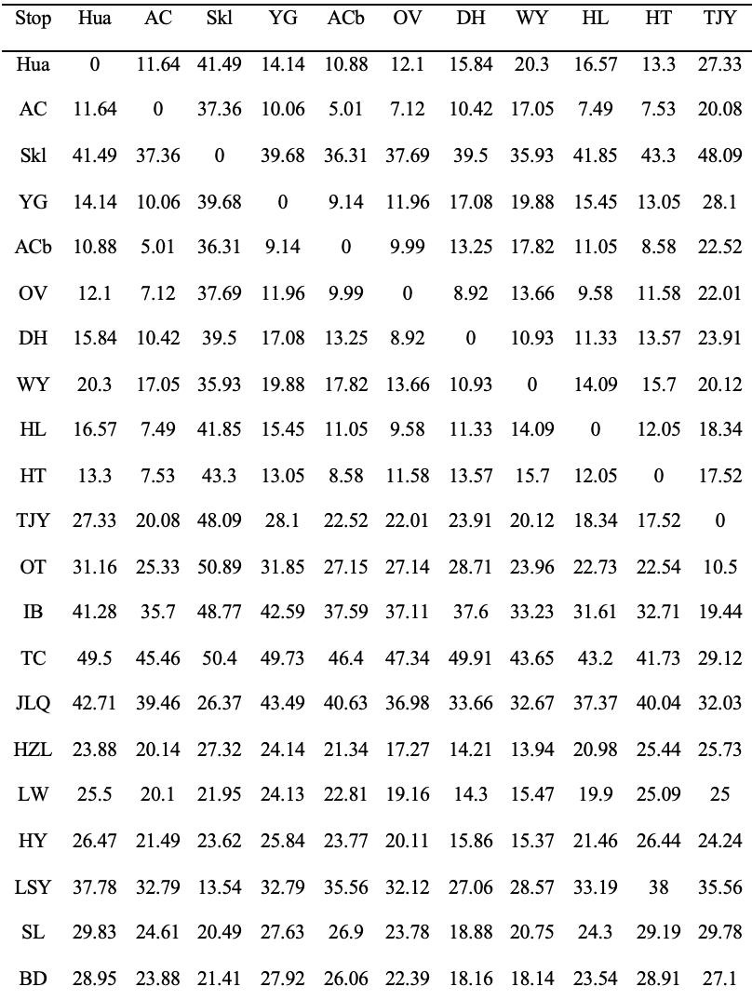 Stop Hua AC Skl YG ACb OV DH WY HL HT TJY
Hua 0 11.64 41.49 14.14 10.88 12.1 15.84 20.3 16.57 13.3 27.33
AC 11.64 0 37.36 10.06 5.01 7.12 10.42 17.05 7.49 7.53 20.08
Skl 41.49 37.36 0 39.68 36.31 37.69 39.5 35.93 41.85 43.3 48.09
YG 14.14 10.06 39.68 0 9.14 11.96 17.08 19.88 15.45 13.05 28.1
ACb 10.88 5.01 36.31 9.14 0 9.99 13.25 17.82 11.05 8.58 22.52
OV 12.1 7.12 37.69 11.96 9.99 0 8.92 13.66 9.58 11.58 22.01
DH 15.84 10.42 39.5 17.08 13.25 8.92 0 10.93 11.33 13.57 23.91
WY 20.3 17.05 35.93 19.88 17.82 13.66 10.93 0 14.09 15.7 20.12
HL 16.57 7.49 41.85 15.45 11.05 9.58 11.33 14.09 0 12.05 18.34
HT 13.3 7.53 43.3 13.05 8.58 11.58 13.57 15.7 12.05 0 17.52
TJY 27.33 20.08 48.09 28.1 22.52 22.01 23.91 20.12 18.34 17.52 0
OT 31.16 25.33 50.89 31.85 27.15 27.14 28.71 23.96 22.73 22.54 10.5
IB 41.28 35.7 48.77 42.59 37.59 37.11 37.6 33.23 31.61 32.71 19.44
TC 49.5 45.46 50.4 49.73 46.4 47.34 49.91 43.65 43.2 41.73 29.12
JLQ 42.71 39.46 26.37 43.49 40.63 36.98 33.66 32.67 37.37 40.04 32.03
HZL 23.88 20.14 27.32 24.14 21.34 17.27 14.21 13.94 20.98 25.44 25.73
LW 25.5 20.1 21.95 24.13 22.81 19.16 14.3 15.47 19.9 25.09 25
HY 26.47 21.49 23.62 25.84 23.77 20.11 15.86 15.37 21.46 26.44 24.24
LSY 37.78 32.79 13.54 32.79 35.56 32.12 27.06 28.57 33.19 38 35.56
SL 29.83 24.61 20.49 27.63 26.9 23.78 18.88 20.75 24.3 29.19 29.78
BD 28.95 23.88 21.41 27.92 26.06 22.39 18.16 18.14 23.54 28.91 27.1